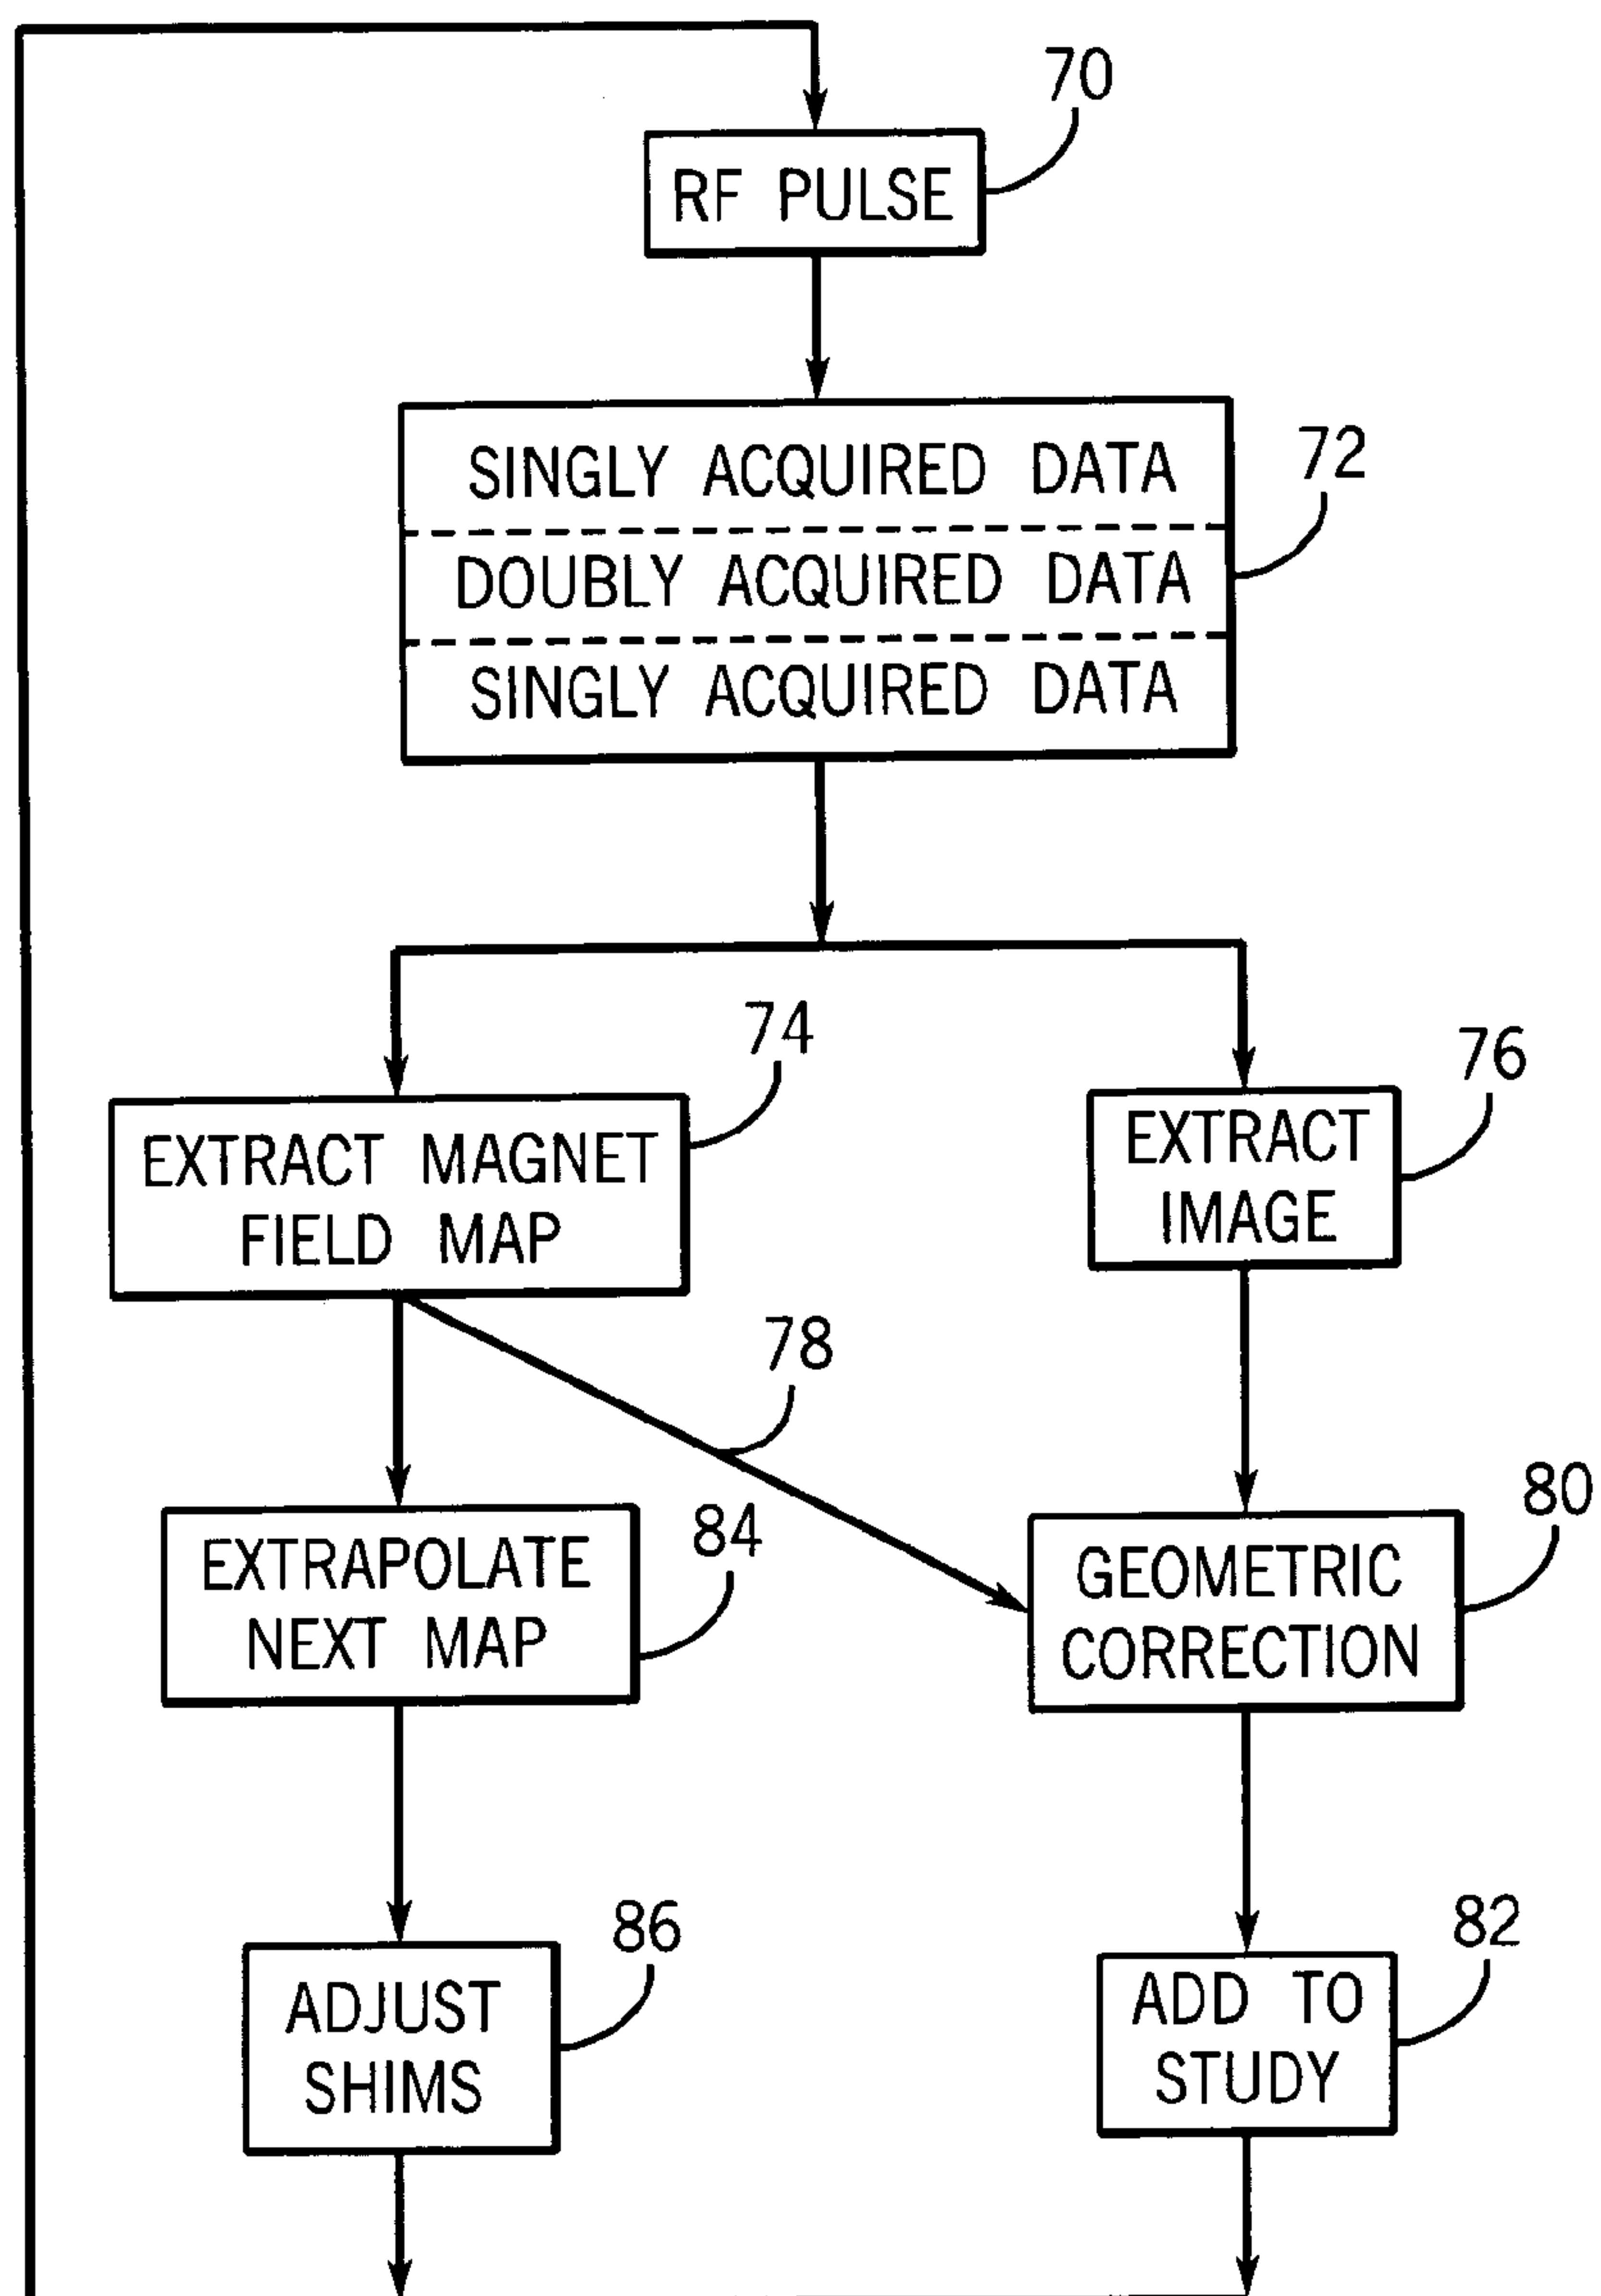 70
RF PULSE
72
SINGLY ACQUIRED DATA
DOUBLY ACQUIRED DATA
SINGLY ACQUIRED DATA
74
EXTRACT MAGNET
FIELD MAP
76
EXTRACT
IMAGE
78
84
EXTRAPOLATE
NEXT MAP
80
GEOMETRIC
CORRECTION
86
ADJUST
SHIMS
82
ADD TO
STUDY